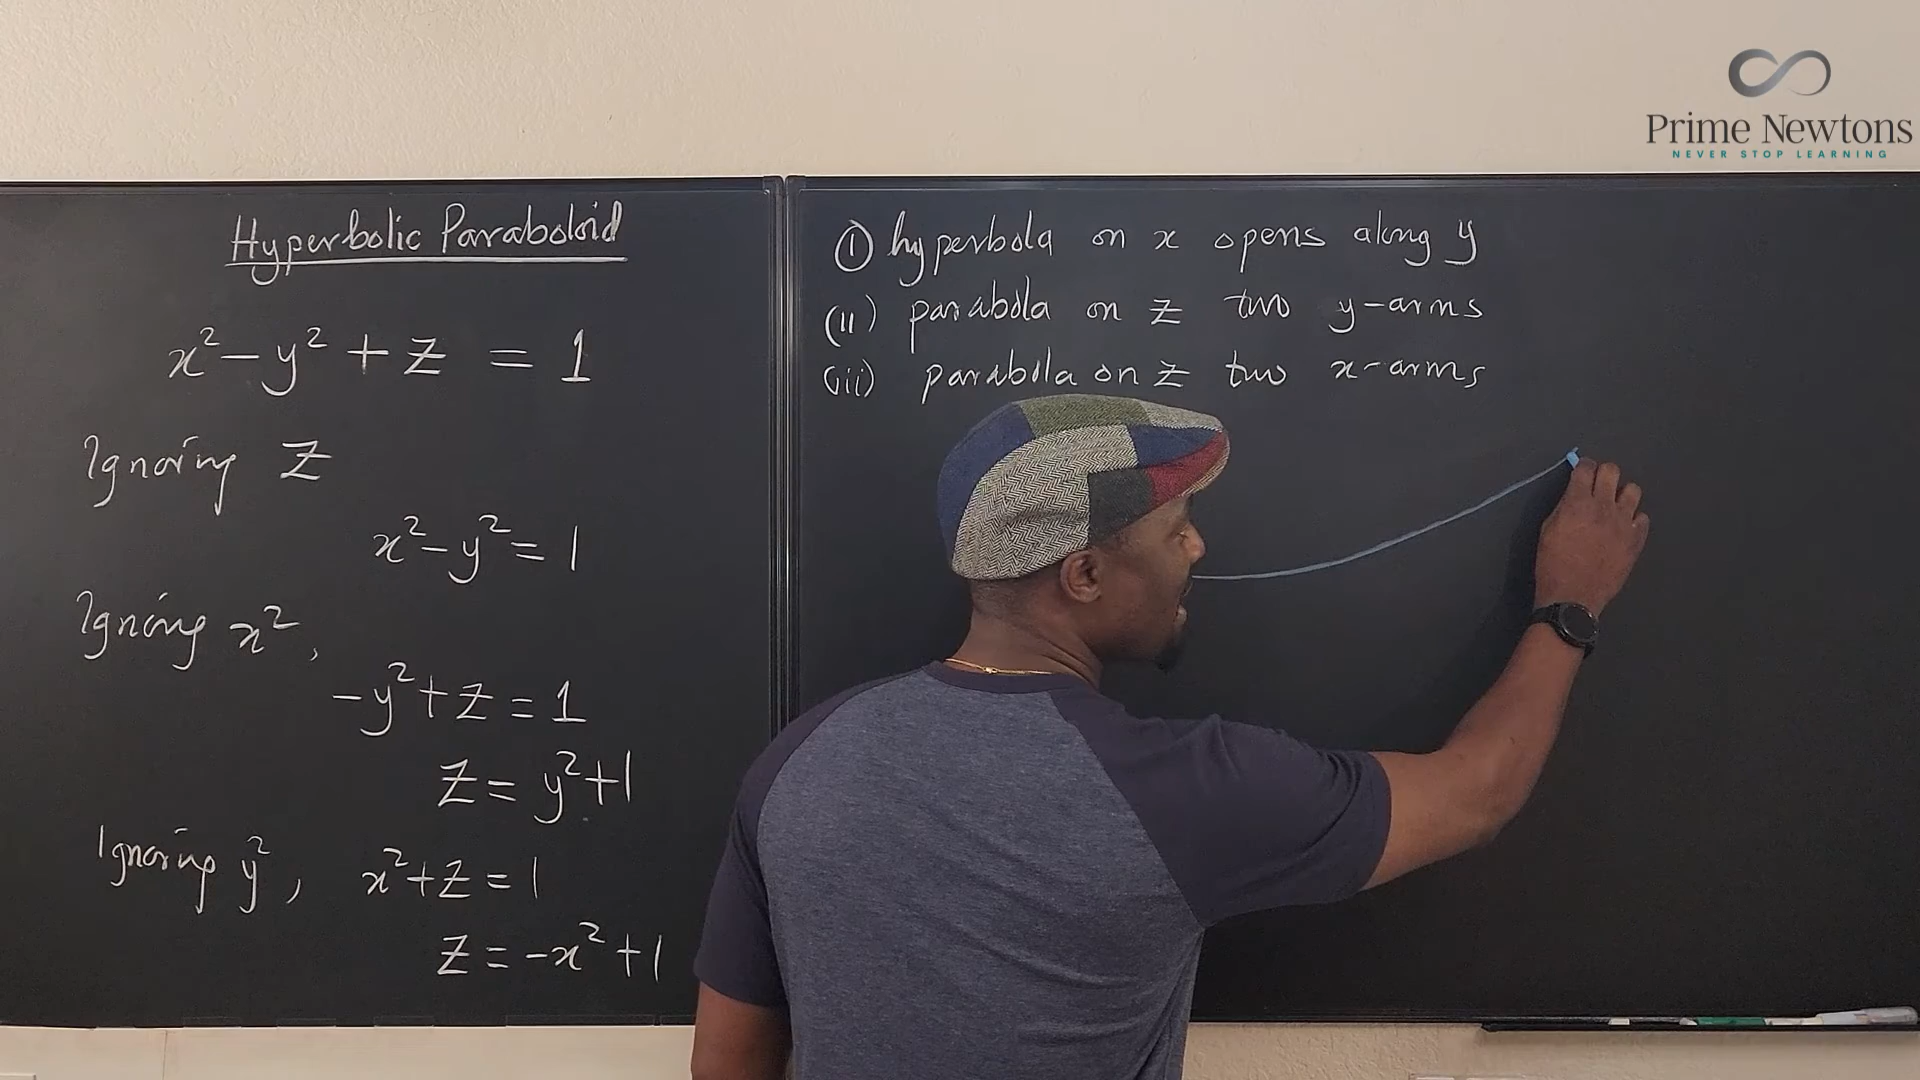 Prime Newtons
NEVER STOP LEARNING
Hyperbolic Paraboloid
x² - y² + z = 1
Ignoring z
x² - y² = 1
Ignoring x²,
-y² + z = 1
z = y² + 1
Ignoring y², x² + z = 1
z = -x² + 1
(i) hyperbola on x opens along y
(ii) parabola on z two y-arms
(iii) parabola on z two x-arms